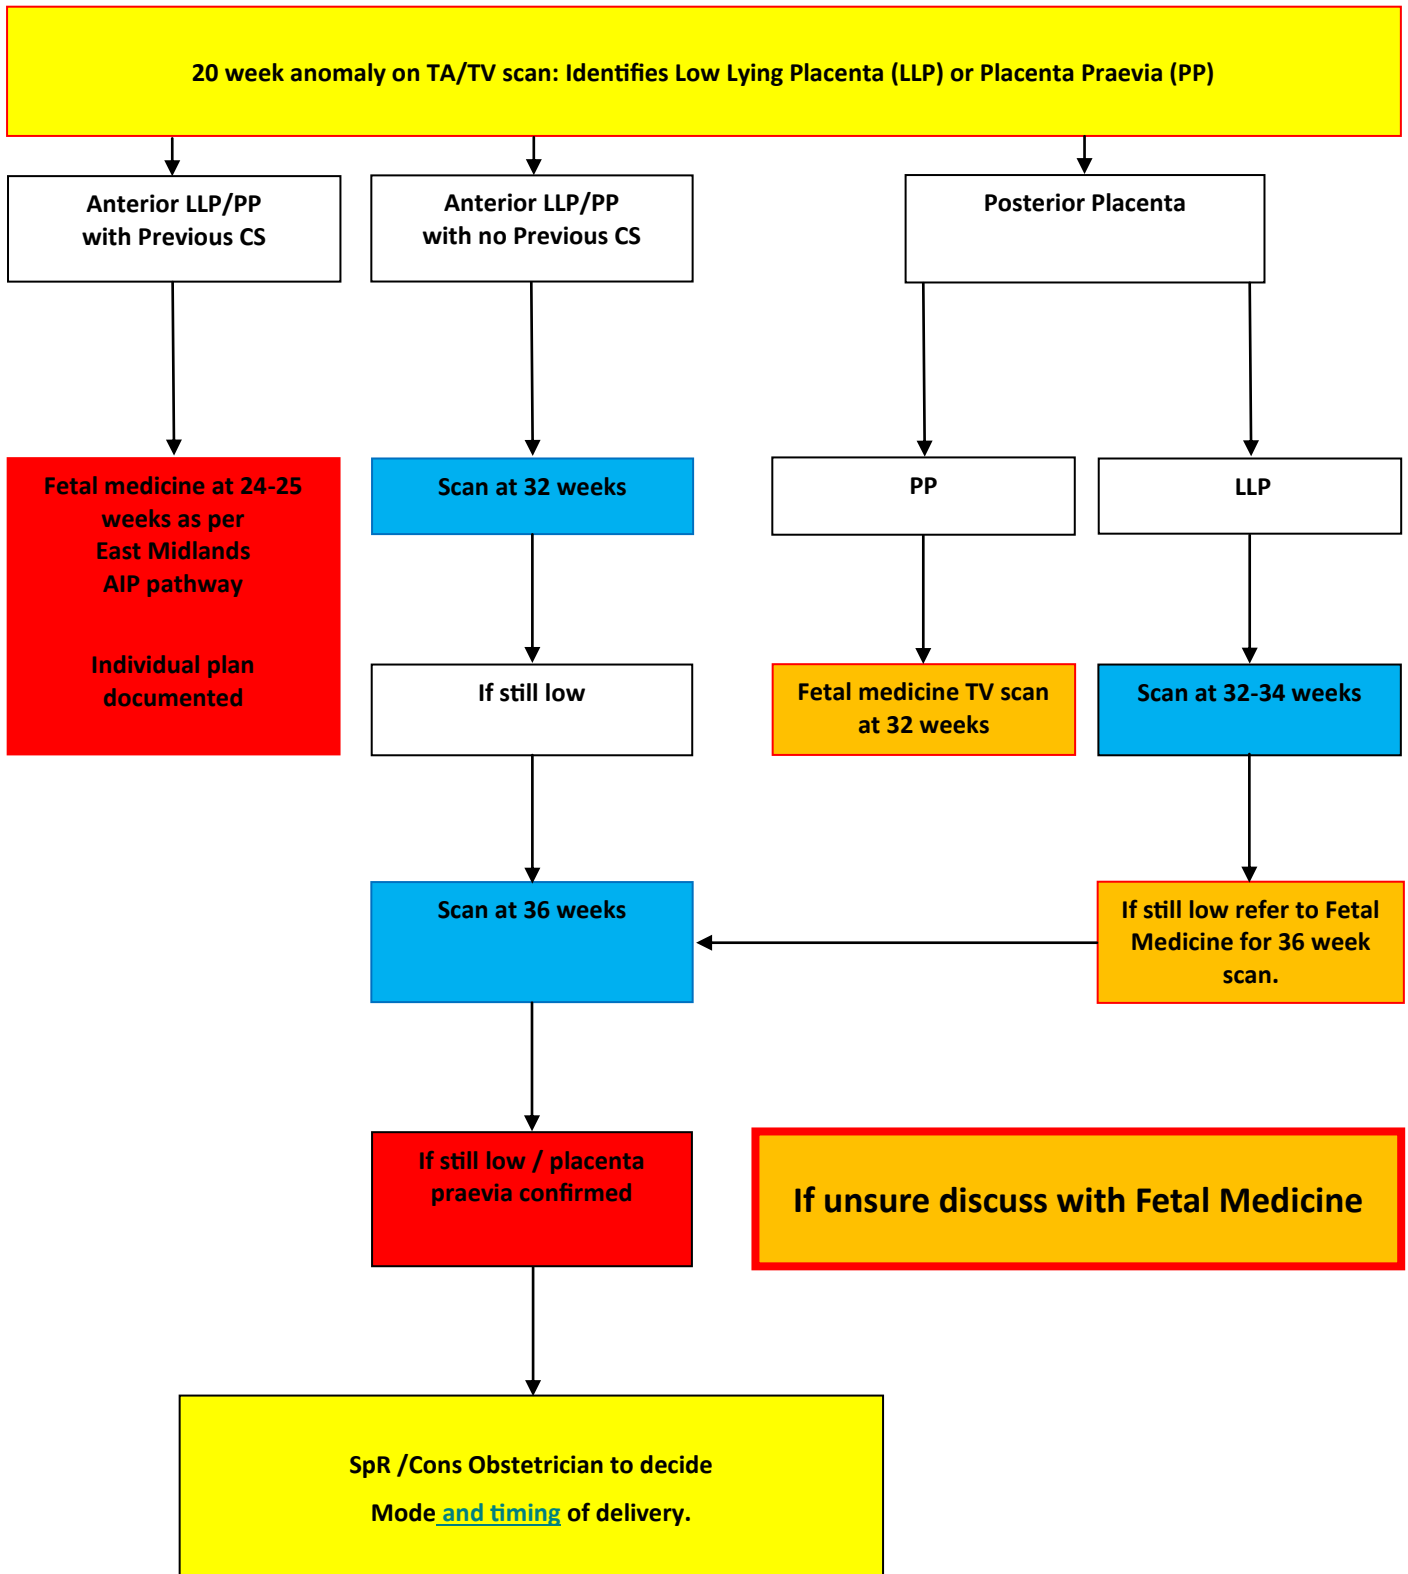 20 week anomaly on TA/TV scan: Identifies Low Lying Placenta (LLP) or Placenta Praevia (PP)
Anterior LLP/PP
with Previous CS
Anterior LLP/PP
with no Previous CS
Posterior Placenta
Fetal medicine at 24-25
weeks as per
East Midlands
AIP pathway
Individual plan
documented
Scan at 32 weeks
PP
LLP
If still low
Fetal medicine TV scan
at 32 weeks
Scan at 32-34 weeks
Scan at 36 weeks
If still low refer to Fetal
Medicine for 36 week
scan.
If still low / placenta
praevia confirmed
If unsure discuss with Fetal Medicine
SpR /Cons Obstetrician to decide
Mode and timing of delivery.